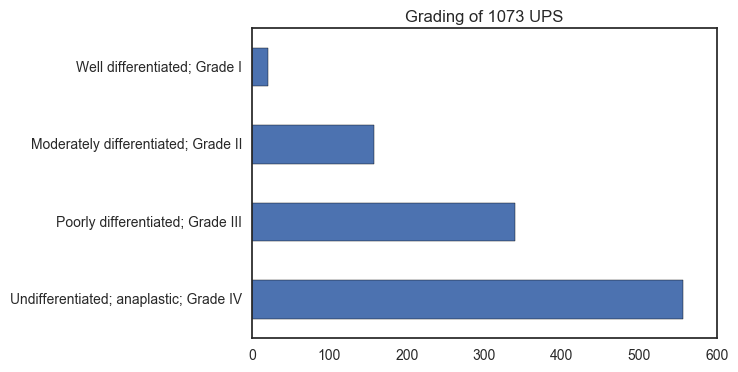 Grading of 1073 UPS
Well differentiated; Grade I
Moderately differentiated; Grade II
Poorly differentiated; Grade III
Undifferentiated; anaplastic; Grade IV
0 100 200 300 400 500 600